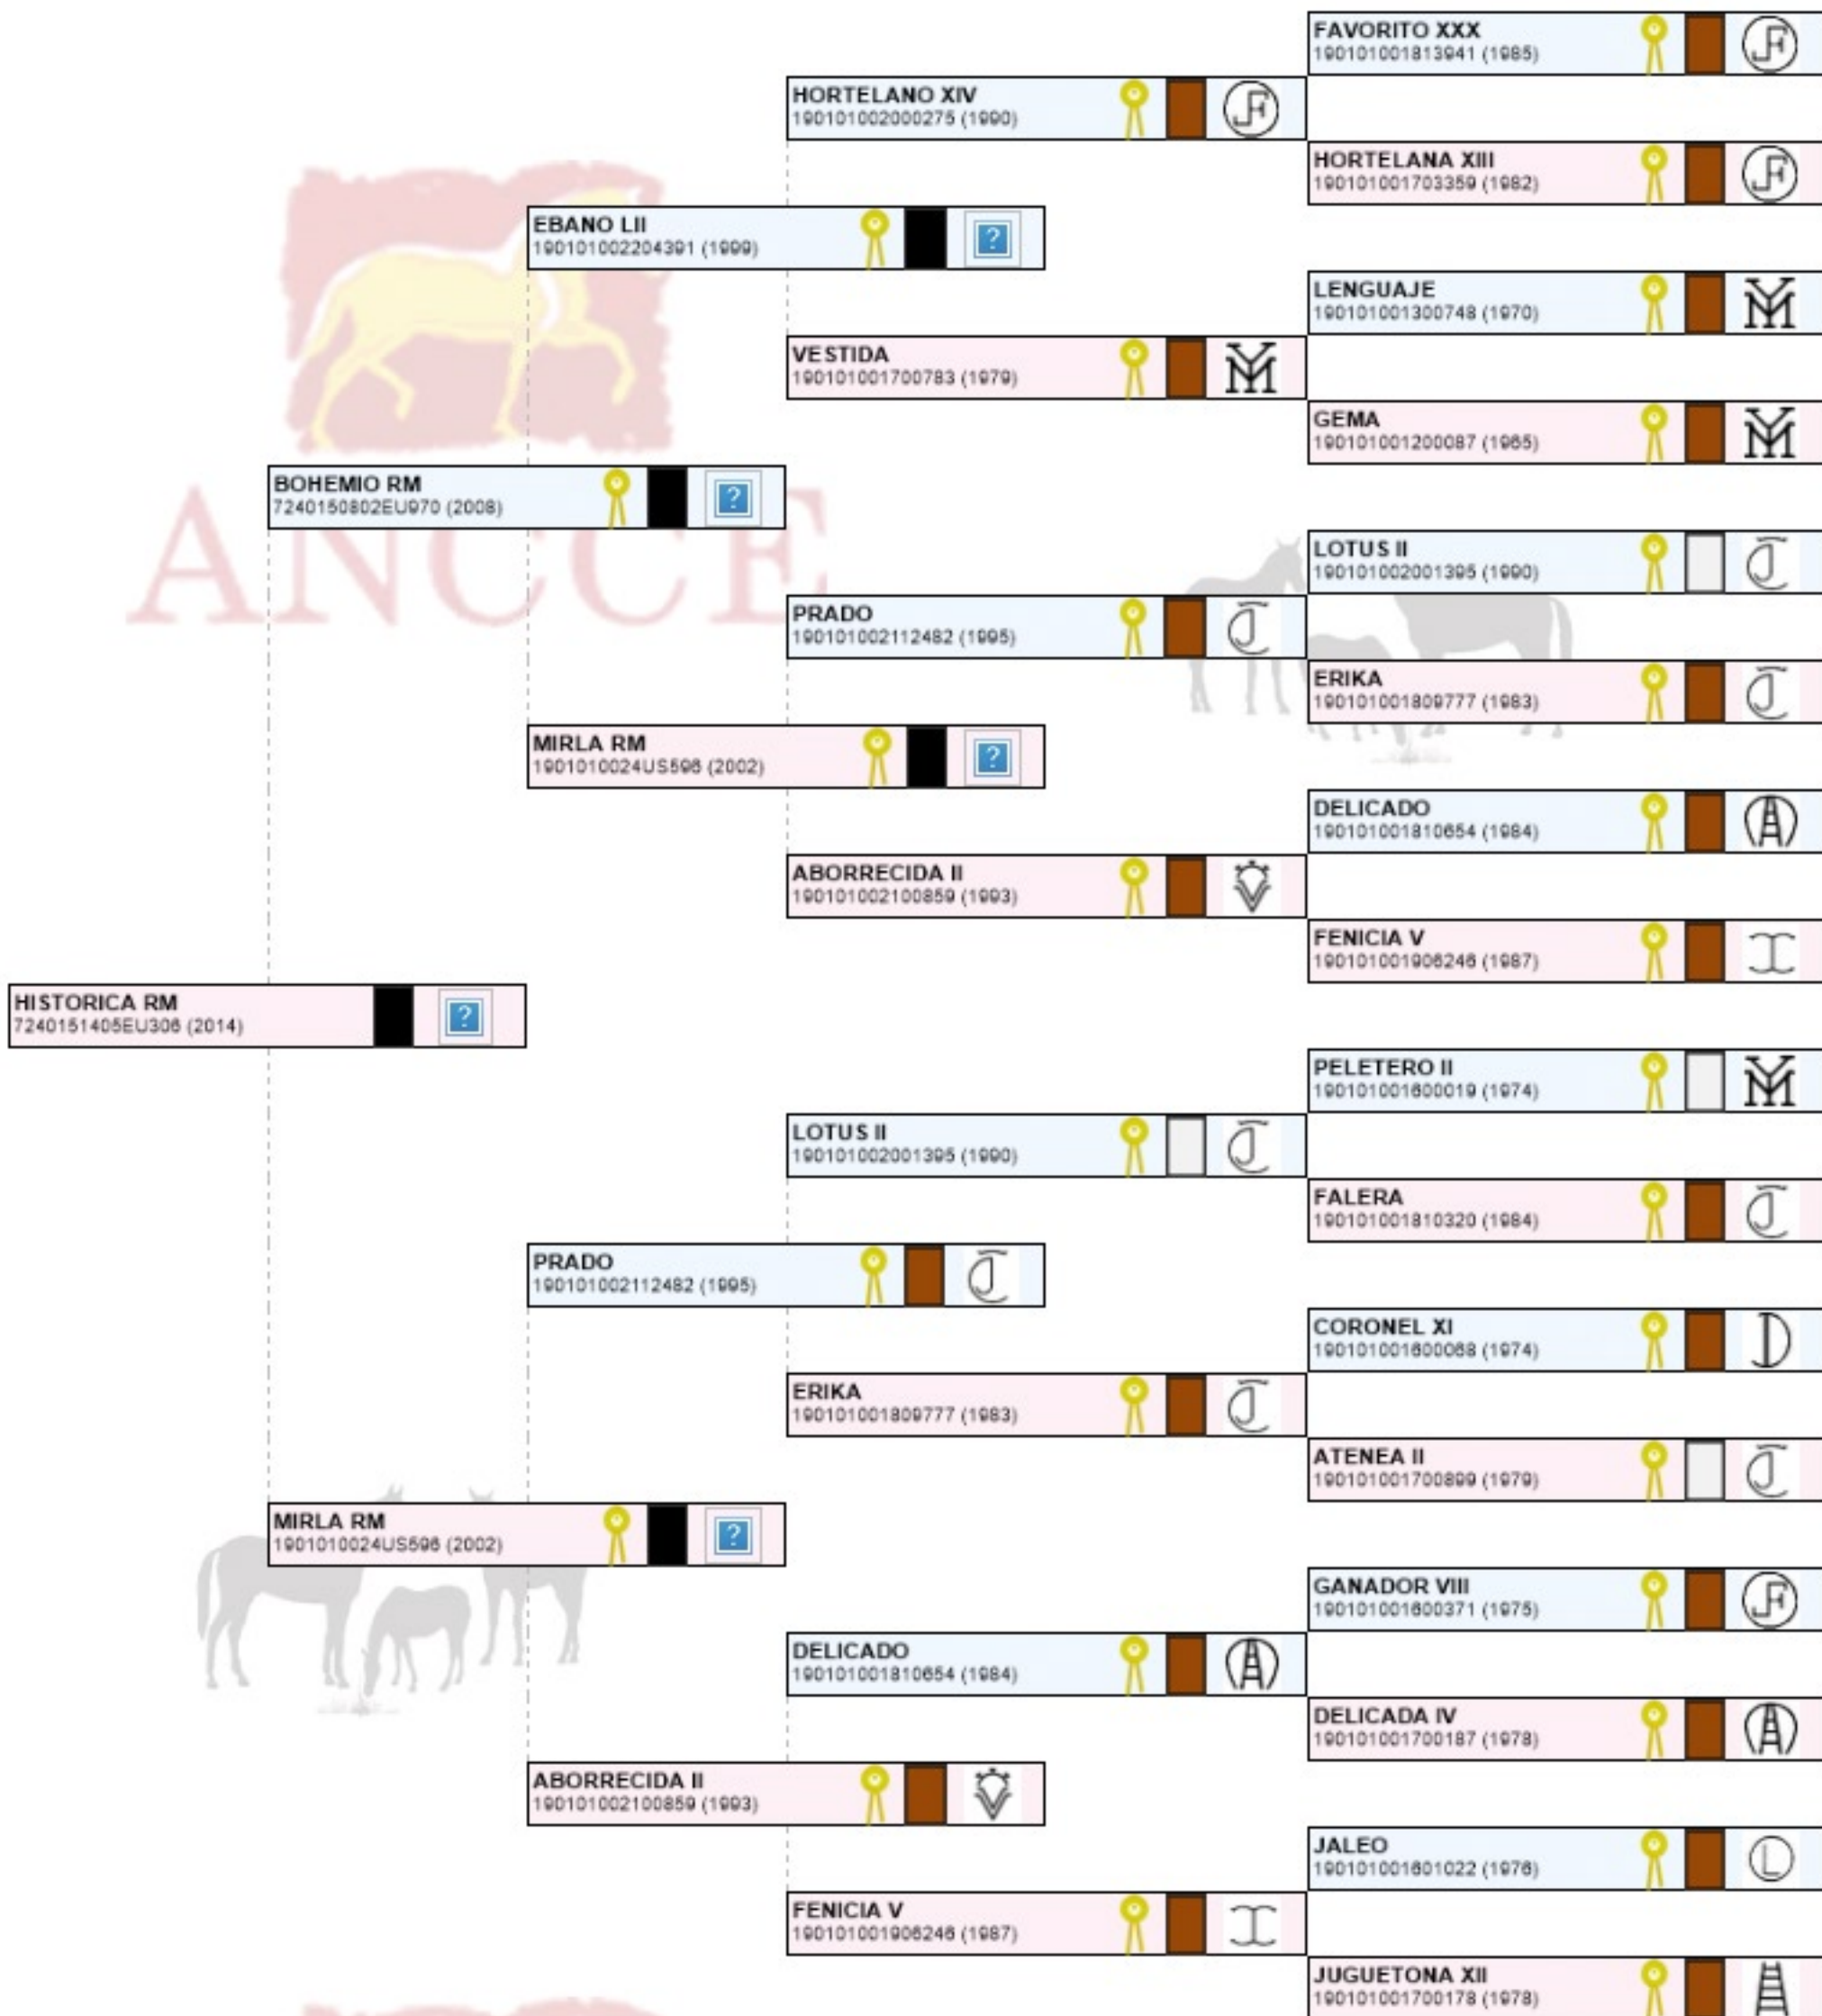 FAVORITO XXX
190101001813941 (1985)
HORTELANO XIV
190101002000275 (1990)
HORTELANA XIII
190101001703359 (1982)
EBANO LII
190101002204391 (1999)
LENGUAJE
190101001300748 (1970)
VESTIDA
190101001700783 (1979)
GEMA
190101001200087 (1965)
BOHEMIO RM
7240150802EU970 (2008)
ANCCE
LOTUS II
190101002001395 (1990)
PRADO
190101002112482 (1995)
ERIKA
190101001809777 (1983)
MIRLA RM
1901010024US596 (2002)
DELICADO
190101001810654 (1984)
ABORRECIDA II
190101002100859 (1993)
FENICIA V
190101001906246 (1987)
HISTORICA RM
7240151405EU306 (2014)
PELETERO II
190101001600019 (1974)
LOTUS II
190101002001395 (1990)
FALERA
190101001810320 (1984)
PRADO
190101002112482 (1995)
CORONEL XI
190101001600068 (1974)
ERIKA
190101001809777 (1983)
ATENEA II
190101001700899 (1979)
MIRLA RM
1901010024US596 (2002)
GANADOR VIII
190101001600371 (1975)
DELICADO
190101001810654 (1984)
DELICADA IV
190101001700187 (1978)
ABORRECIDA II
190101002100859 (1993)
JALEO
190101001601022 (1976)
FENICIA V
190101001906246 (1987)
JUGUETONA XII
190101001700178 (1978)